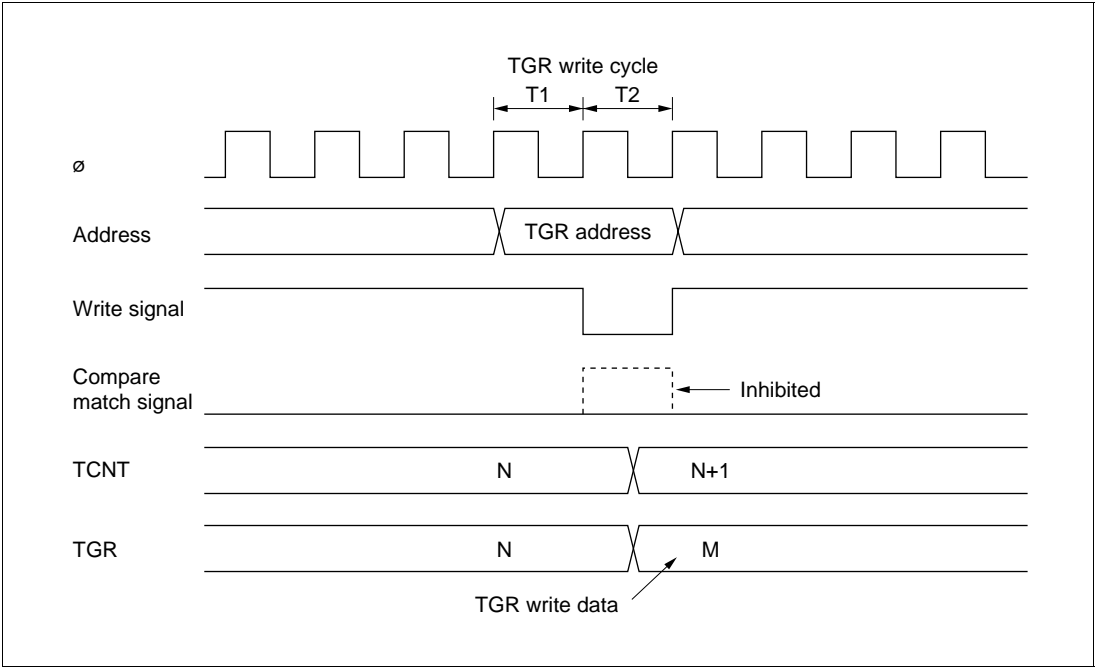 TGR write cycle
T1 T2
ø
Address TGR address
Write signal
Compare
match signal Inhibited
TCNT N N+1
TGR N M
TGR write data